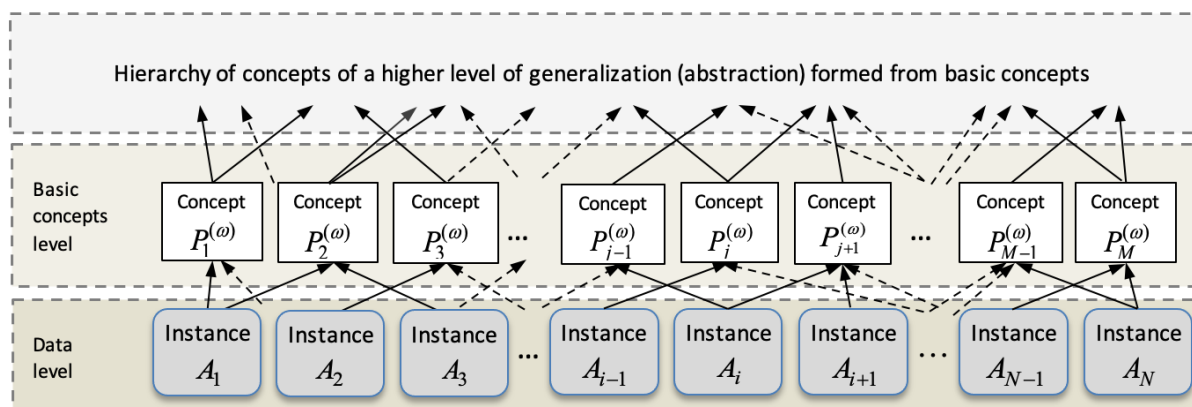 Hierarchy of concepts of a higher level of generalization (abstraction) formed from basic concepts
Basic
concepts
level
Concept
P_1^{(ω)}
Concept
P_2^{(ω)}
Concept
P_3^{(ω)}
...
Concept
P_{j-1}^{(ω)}
Concept
P_j^{(ω)}
Concept
P_{j+1}^{(ω)}
...
Concept
P_{M-1}^{(ω)}
Concept
P_M^{(ω)}
Data
level
Instance
A_1
Instance
A_2
Instance
A_3
...
Instance
A_{i-1}
Instance
A_i
Instance
A_{i+1}
...
Instance
A_{N-1}
Instance
A_N